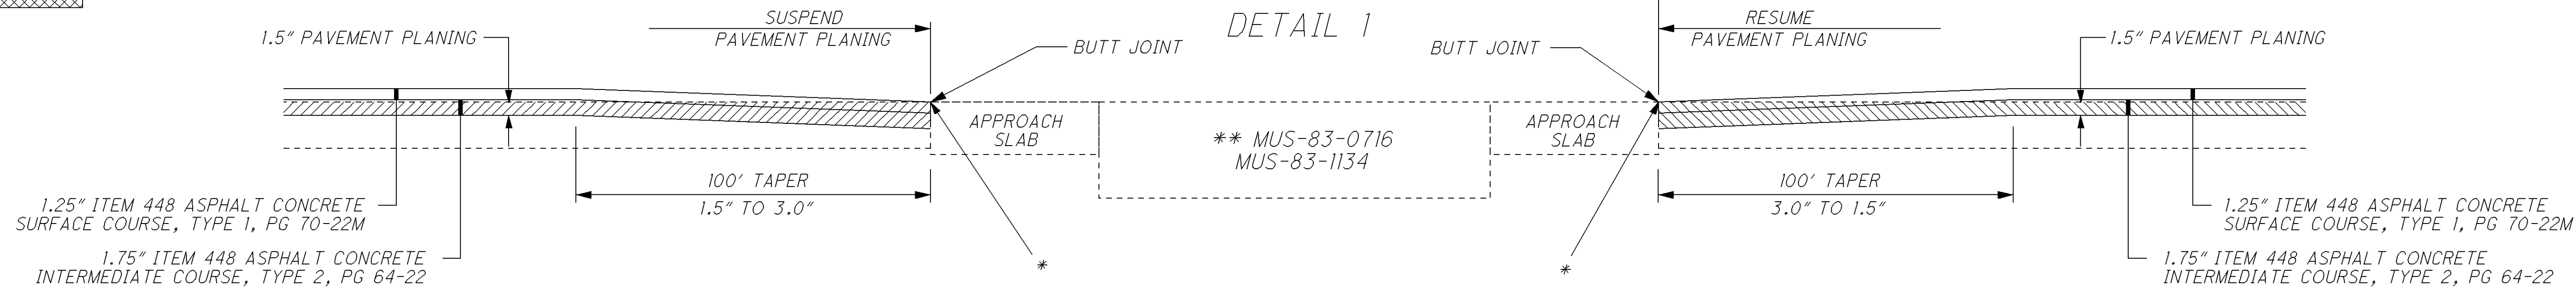 DETAIL 1
SUSPEND
PAVEMENT PLANING
1.5" PAVEMENT PLANING
BUTT JOINT
BUTT JOINT
RESUME
PAVEMENT PLANING
1.5" PAVEMENT PLANING
APPROACH
SLAB
** MUS-83-0716
MUS-83-1134
APPROACH
SLAB
100' TAPER
1.5" TO 3.0"
100' TAPER
3.0" TO 1.5"
1.25" ITEM 448 ASPHALT CONCRETE
SURFACE COURSE, TYPE 1, PG 70-22M
1.75" ITEM 448 ASPHALT CONCRETE
INTERMEDIATE COURSE, TYPE 2, PG 64-22
*
*
1.25" ITEM 448 ASPHALT CONCRETE
SURFACE COURSE, TYPE 1, PG 70-22M
1.75" ITEM 448 ASPHALT CONCRETE
INTERMEDIATE COURSE, TYPE 2, PG 64-22